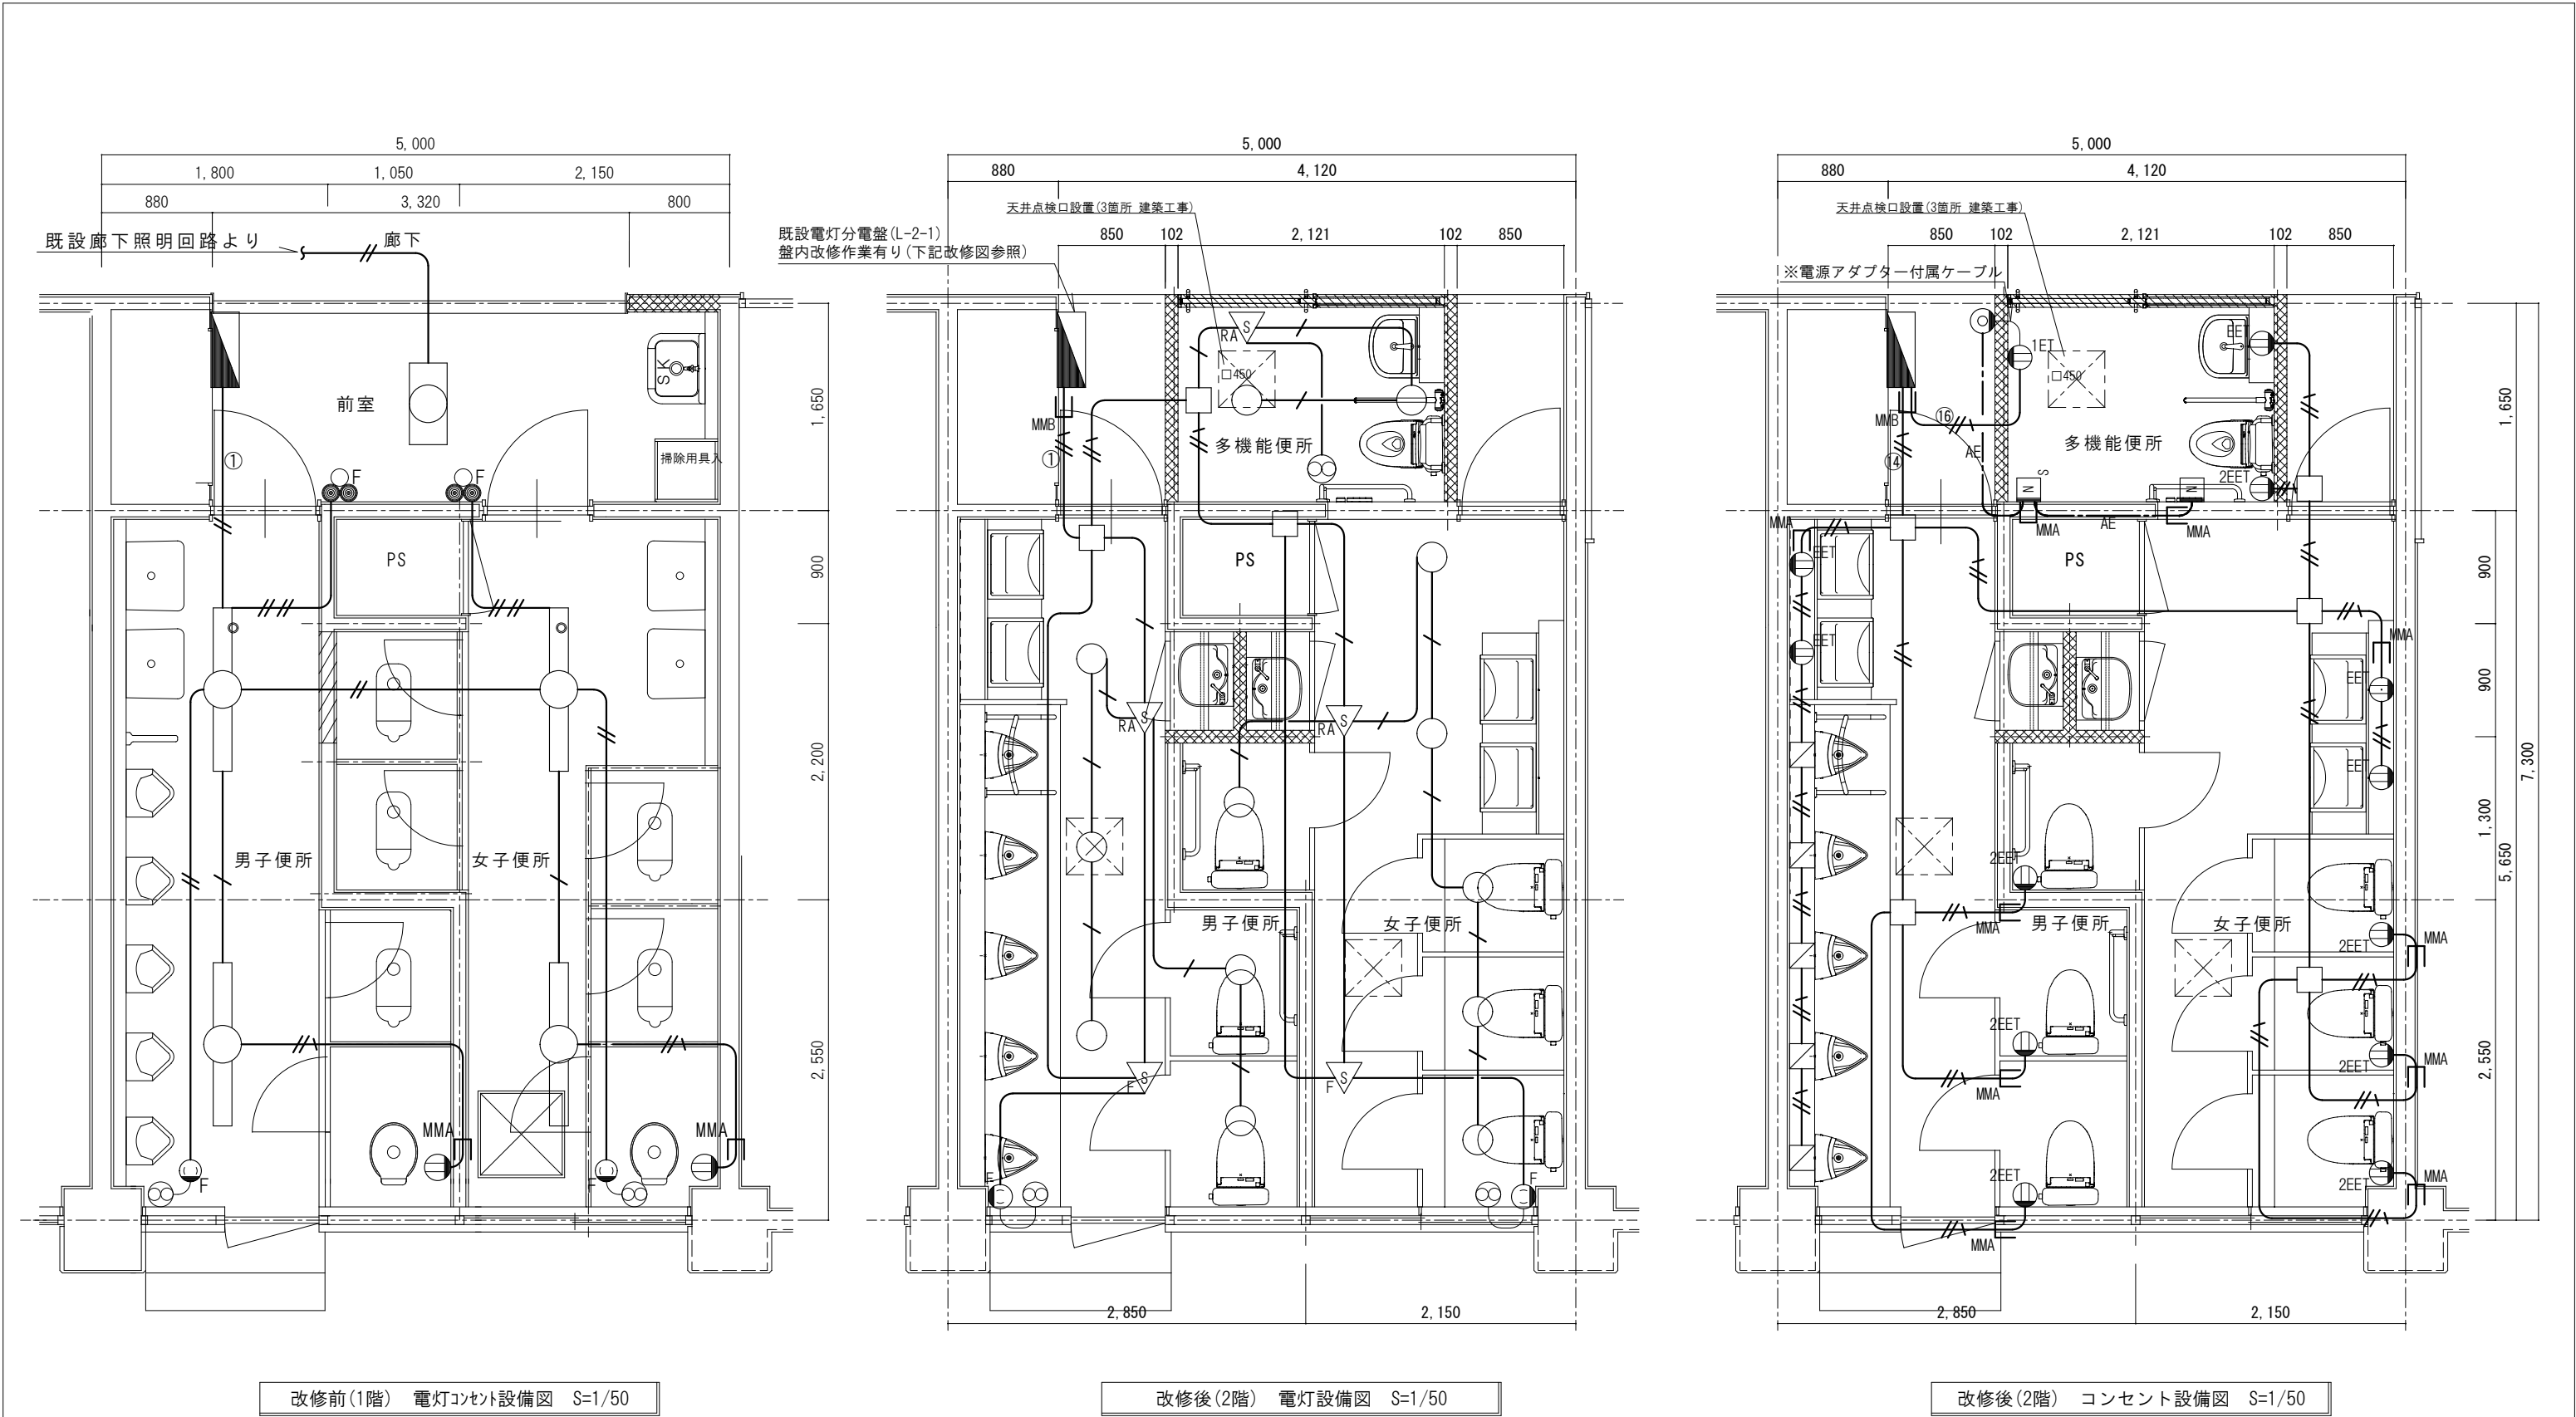 5,000
1,800
1,050
2,150
880
3,320
800
既設廊下照明回路より
廊下
前室
SK
掃除用具入
①
F
F
PS
男子便所
女子便所
MMA
MMA
F
F
1,650
900
2,200
2,550
改修前(1階) 電灯コンセント設備図 S=1/50
5,000
880
4,120
天井点検口設置(3箇所 建築工事)
既設電灯分電盤(L-2-1)
盤内改修作業有り(下記改修図参照)
850
102
2,121
102
850
S
RA
□450
MMB
①
多機能便所
PS
S
RA
S
RA
男子便所
女子便所
S
F
S
F
F
F
2,850
2,150
改修後(2階) 電灯設備図 S=1/50
5,000
880
4,120
天井点検口設置(3箇所 建築工事)
850
102
2,121
102
850
※電源アダプター付属ケーブル
1ET
EET
□450
MMB
⑯
多機能便所
AE
⑭
S
N
N
2EET
MMA
MMA
AE
MMA
EET
PS
EET
MMA
EET
EET
2EET
MMA
男子便所
女子便所
2EET
MMA
2EET
MMA
2EET
MMA
2EET
MMA
2EET
MMA
1,650
900
900
1,300
2,550
5,650
7,300
2,850
2,150
改修後(2階) コンセント設備図 S=1/50